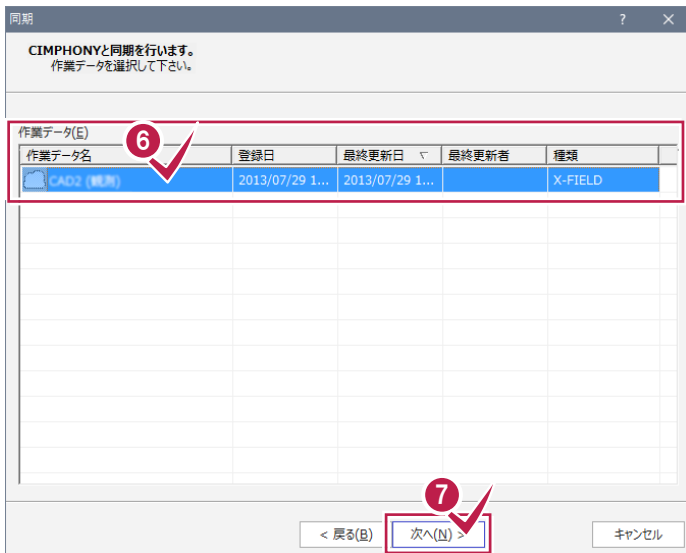 同期
?
CIMPHONYと同期を行います。
作業データを選択して下さい。
作業データ(E)
6
作業データ名 登録日 最終更新日 最終更新者 種類
CAD2 (観測) 2013/07/29 1... 2013/07/29 1... X-FIELD
7
< 戻る(B) 次へ(N) > キャンセル